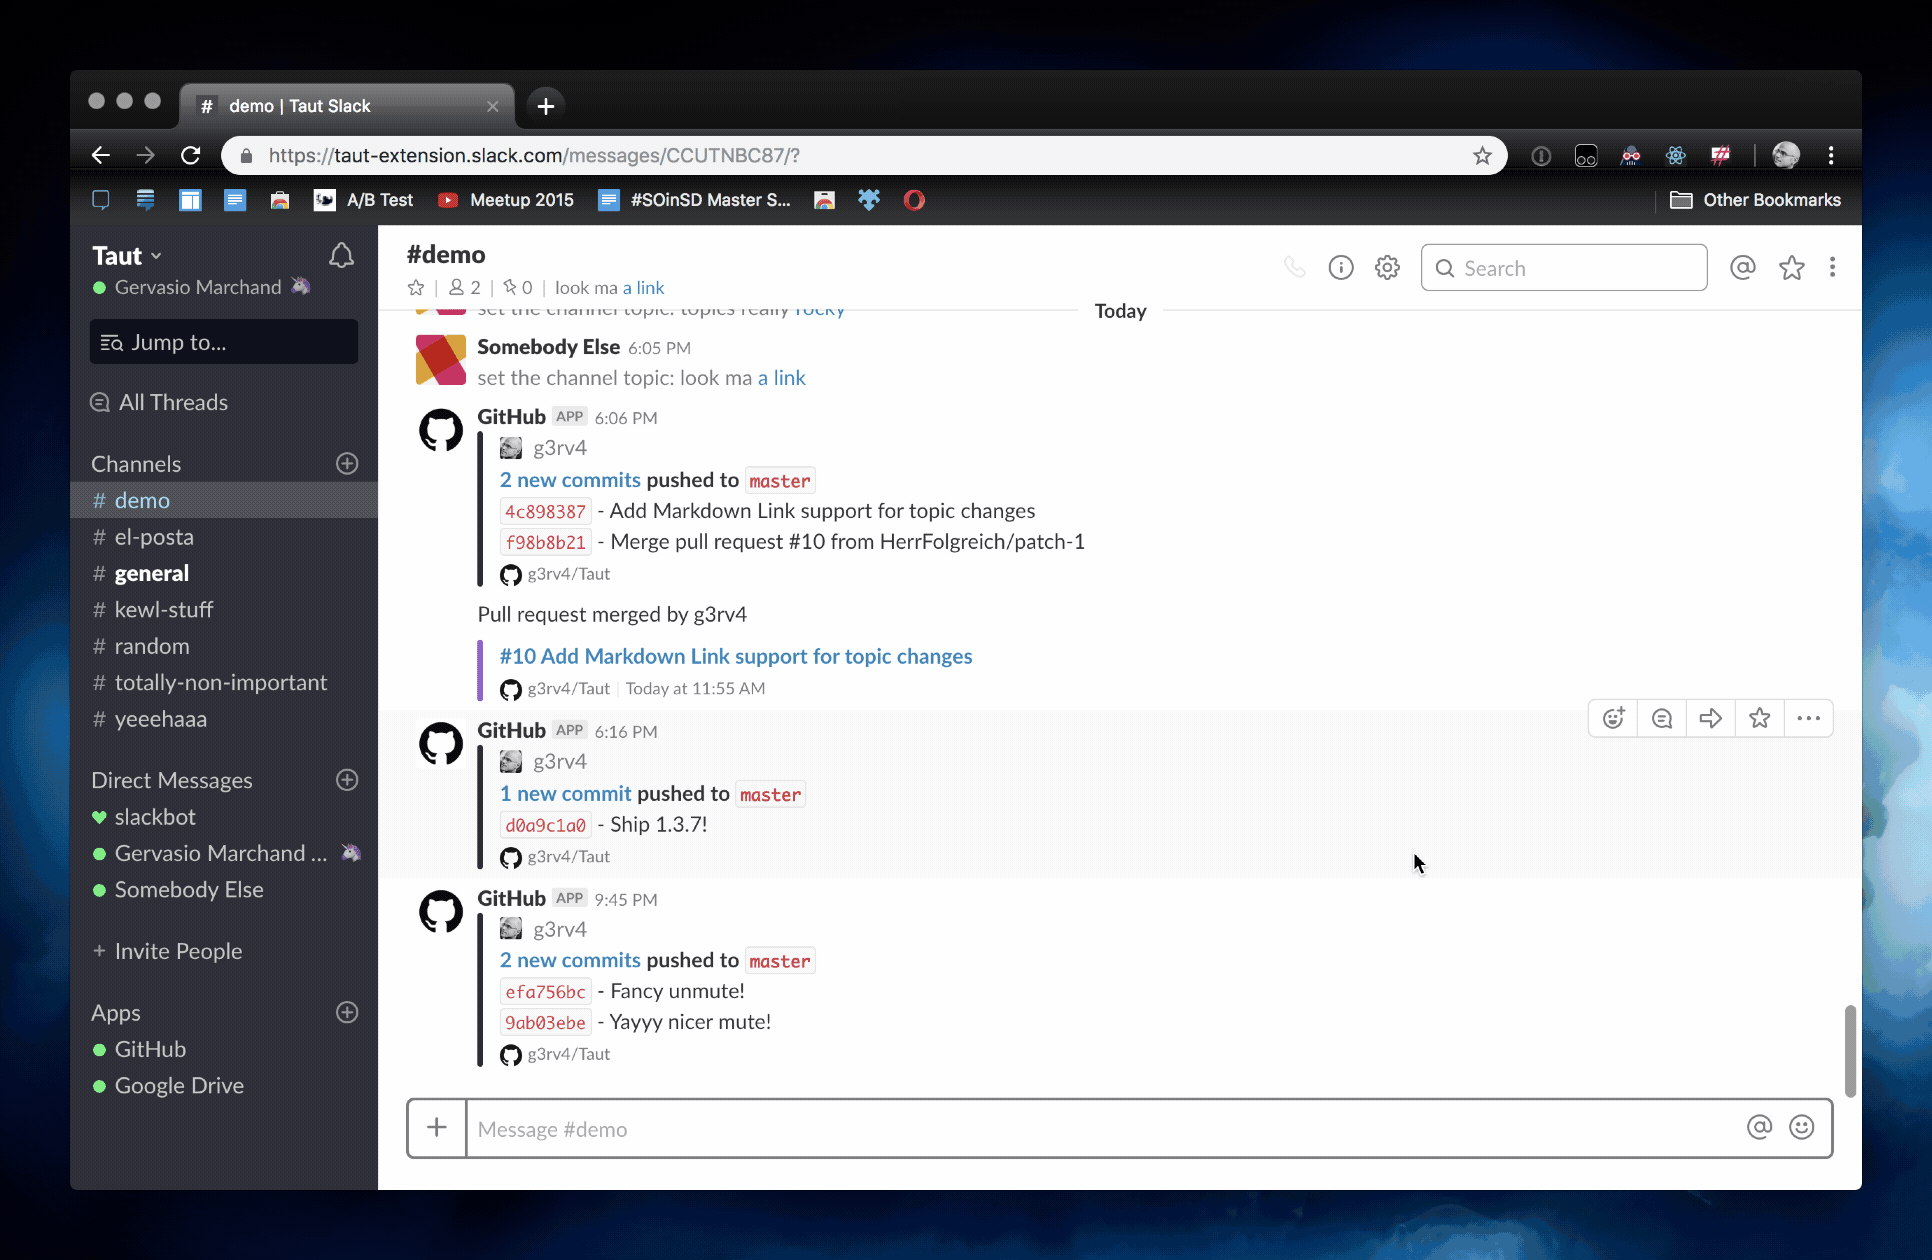 # demo | Taut Slack
https://taut-extension.slack.com/messages/CCUTNBC87/?
A/B Test
Meetup 2015
#SOinSD Master S...
Other Bookmarks
Taut
Gervasio Marchand
Jump to...
All Threads
Channels
# demo
# el-posta
# general
# kewl-stuff
# random
# totally-non-important
# yeeehaaa
Direct Messages
slackbot
Gervasio Marchand ...
Somebody Else
+ Invite People
Apps
GitHub
Google Drive
#demo
2 | 0 | look ma a link
Search
set the channel topic: topics really rocky
Today
Somebody Else 6:05 PM
set the channel topic: look ma a link
GitHub APP 6:06 PM
g3rv4
2 new commits pushed to master
4c898387 - Add Markdown Link support for topic changes
f98b8b21 - Merge pull request #10 from HerrFolgreich/patch-1
g3rv4/Taut
Pull request merged by g3rv4
#10 Add Markdown Link support for topic changes
g3rv4/Taut | Today at 11:55 AM
GitHub APP 6:16 PM
g3rv4
1 new commit pushed to master
d0a9c1a0 - Ship 1.3.7!
g3rv4/Taut
GitHub APP 9:45 PM
g3rv4
2 new commits pushed to master
efa756bc - Fancy unmute!
9ab03ebe - Yayyy nicer mute!
g3rv4/Taut
Message #demo